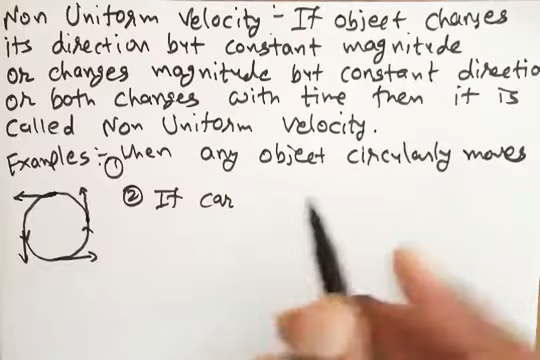 Non Uniform Velocity :- If object changes
its direction but constant magnitude
or changes magnitude but constant directio
or both changes with time then it is
called Non Uniform Velocity.
Examples :- ① When any object circularly moves
② If car